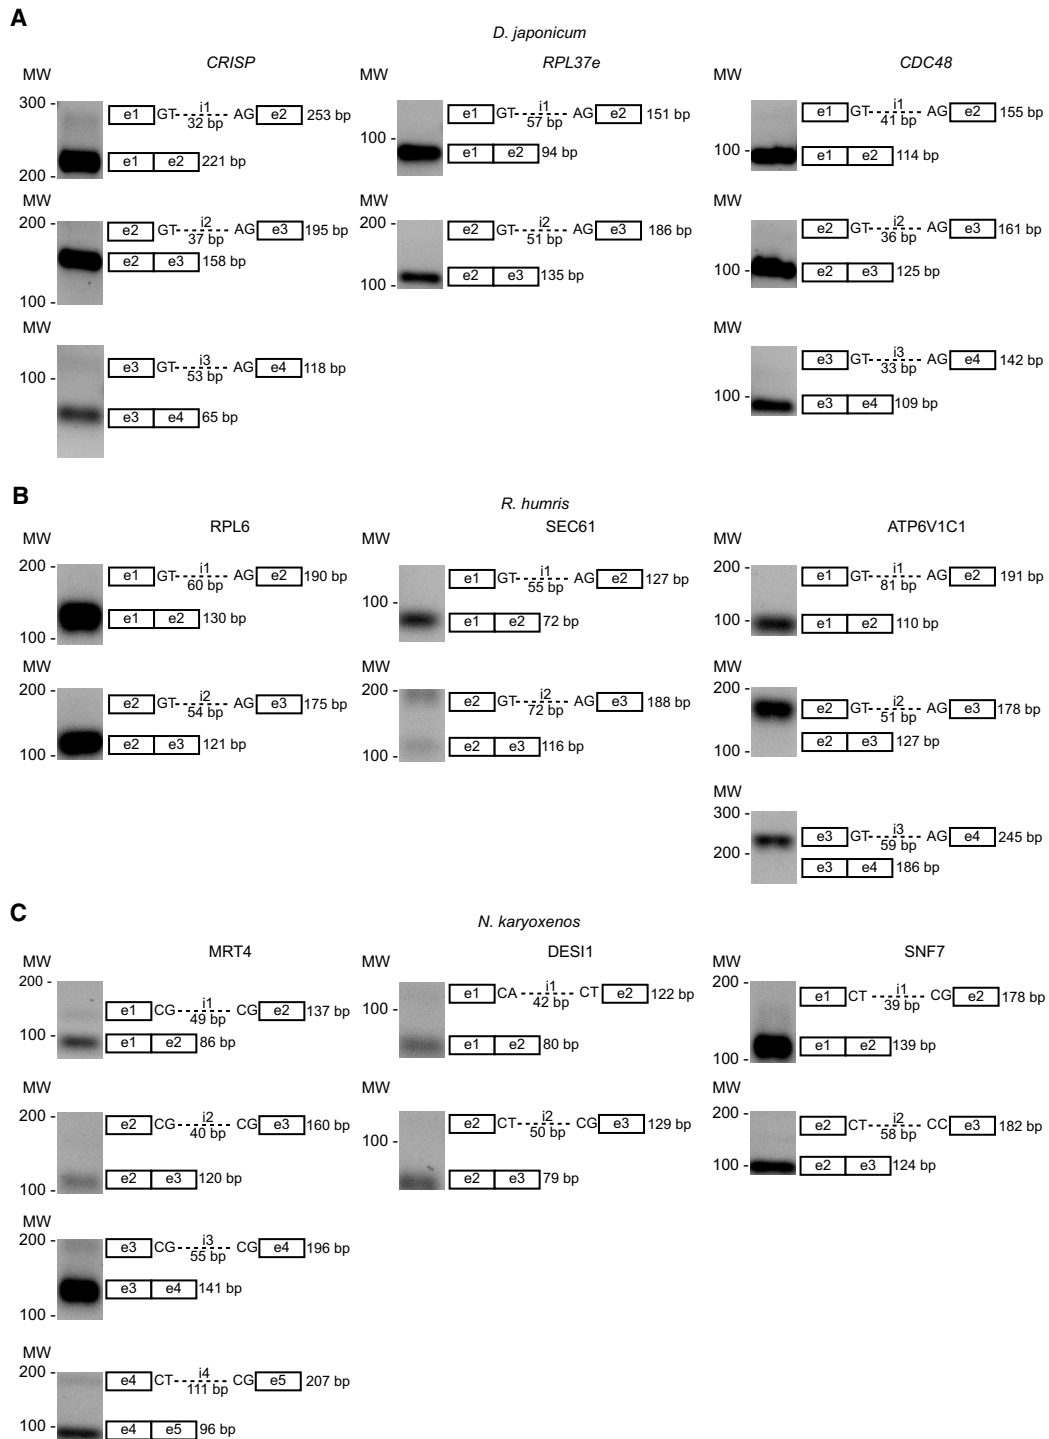 A
D. japonicum
CRISP RPL37e CDC48
MW MW MW
300 - e1 GT i1 AG e2 253 bp
32 bp
e1 e2 221 bp
200 -
e1 GT i1 AG e2 151 bp
57 bp
100 -
e1 e2 94 bp
e1 GT i1 AG e2 155 bp
41 bp
100 - e1 e2 114 bp
MW MW MW
200 - e2 GT i2 AG e3 195 bp
37 bp
e2 e3 158 bp
100 -
200 - e2 GT i2 AG e3 186 bp
51 bp
e2 e3 135 bp
100 -
200 - e2 GT i2 AG e3 161 bp
36 bp
100 - e2 e3 125 bp
MW MW
e3 GT i3 AG e4 118 bp
53 bp
100 -
e3 e4 65 bp
e3 GT i3 AG e4 142 bp
33 bp
100 - e3 e4 109 bp
B
R. humris
RPL6 SEC61 ATP6V1C1
MW MW MW
200 - e1 GT i1 AG e2 190 bp
60 bp
e1 e2 130 bp
100 -
e1 GT i1 AG e2 127 bp
55 bp
100 -
e1 e2 72 bp
200 - e1 GT i1 AG e2 191 bp
81 bp
100 - e1 e2 110 bp
MW MW MW
200 - e2 GT i2 AG e3 175 bp
54 bp
e2 e3 121 bp
100 -
200 - e2 GT i2 AG e3 188 bp
72 bp
e2 e3 116 bp
100 -
200 - e2 GT i2 AG e3 178 bp
51 bp
e2 e3 127 bp
100 -
MW
300 -
e3 GT i3 AG e4 245 bp
59 bp
200 -
e3 e4 186 bp
C
N. karyoxenos
MRT4 DESI1 SNF7
MW MW MW
200 -
e1 CG i1 CG e2 137 bp
49 bp
100 - e1 e2 86 bp
e1 CA i1 CT e2 122 bp
42 bp
100 -
e1 e2 80 bp
200 -
e1 CT i1 CG e2 178 bp
39 bp
e1 e2 139 bp
100 -
MW MW MW
200 - e2 CG i2 CG e3 160 bp
40 bp
e2 e3 120 bp
100 -
e2 CT i2 CG e3 129 bp
50 bp
100 -
e2 e3 79 bp
200 - e2 CT i2 CC e3 182 bp
58 bp
100 - e2 e3 124 bp
MW
200 - e3 CG i3 CG e4 196 bp
55 bp
e3 e4 141 bp
100 -
MW
200 - e4 CT i4 CG e5 207 bp
111 bp
100 - e4 e5 96 bp